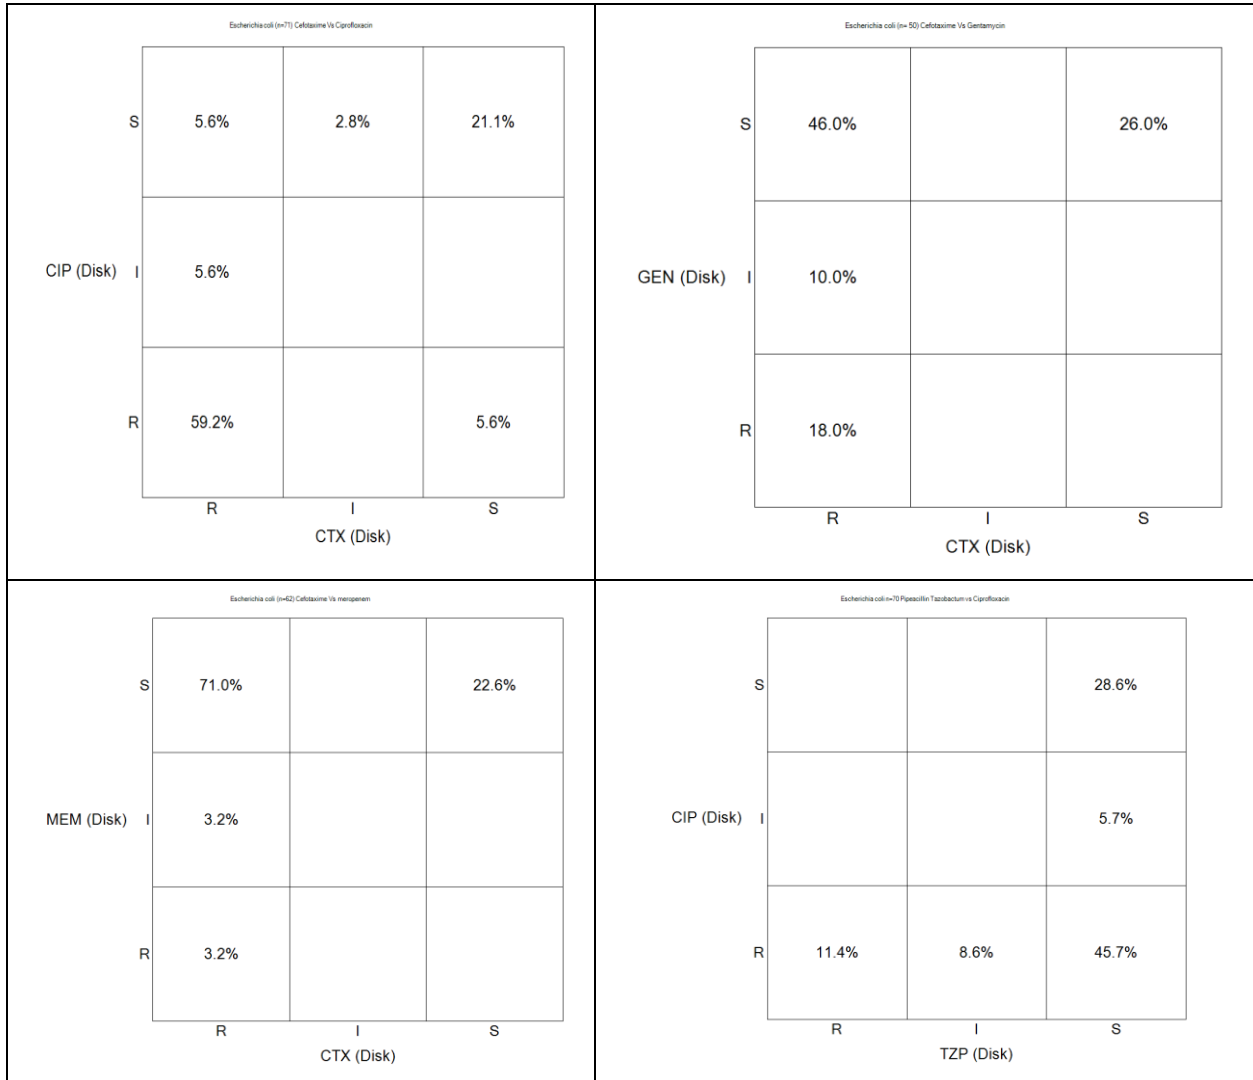 Escherichia coli (n=71) Cefotaxime Vs Ciprofloxacin
S 5.6% 2.8% 21.1%
CIP (Disk) I 5.6%
R 59.2% 5.6%
R I S
CTX (Disk)
Escherichia coli (n= 50) Cefotaxime Vs Gentamycin
S 46.0% 26.0%
GEN (Disk) I 10.0%
R 18.0%
R I S
CTX (Disk)
Escherichia coli (n=62) Cefotaxime Vs meropenem
S 71.0% 22.6%
MEM (Disk) I 3.2%
R 3.2%
R I S
CTX (Disk)
Escherichia coli n=70 Piperacillin Tazobactum vs Ciprofloxacin
S 28.6%
CIP (Disk) I 5.7%
R 11.4% 8.6% 45.7%
R I S
TZP (Disk)